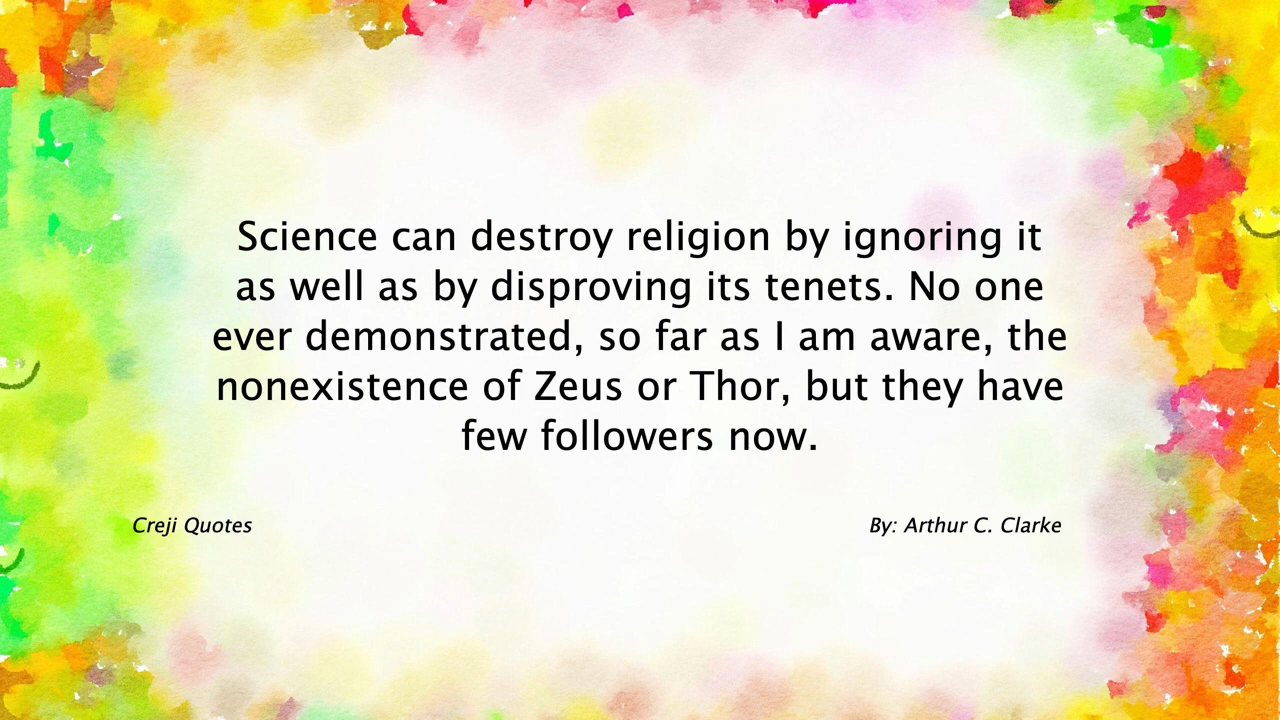 Science can destroy religion by ignoring it
as well as by disproving its tenets. No one
ever demonstrated, so far as I am aware, the
nonexistence of Zeus or Thor, but they have
few followers now.
Creji Quotes
By: Arthur C. Clarke